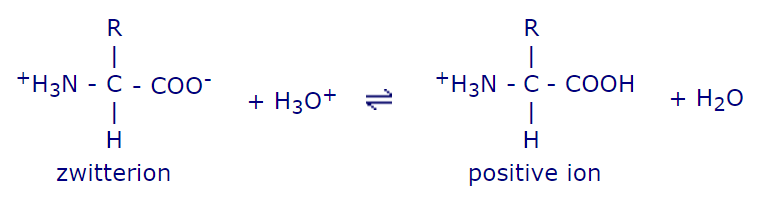 R R
| |
⁺H₃N - C - COO⁻ + H₃O⁺ ⇌ ⁺H₃N - C - COOH + H₂O
| |
H H
zwitterion positive ion